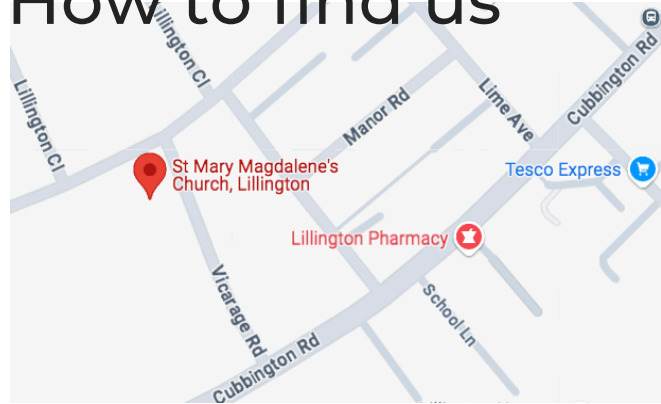 How to find us
Lillington Cl
Lillington Cl
Cubbington Rd
Lime Ave
Manor Rd
St Mary Magdalene's
Church, Lillington
Tesco Express
Lillington Pharmacy
Vicarage Rd
School Ln
Cubbington Rd